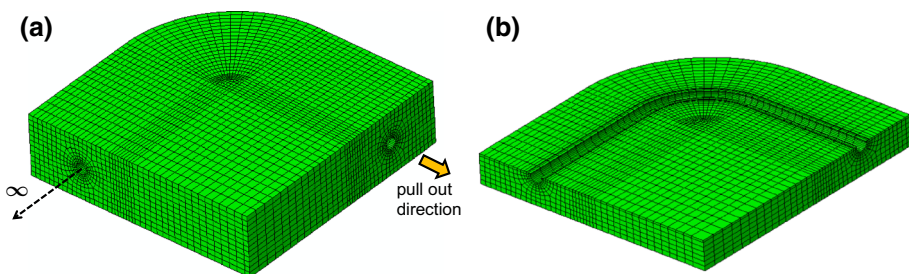 (a)
(b)
∞
pull out
direction